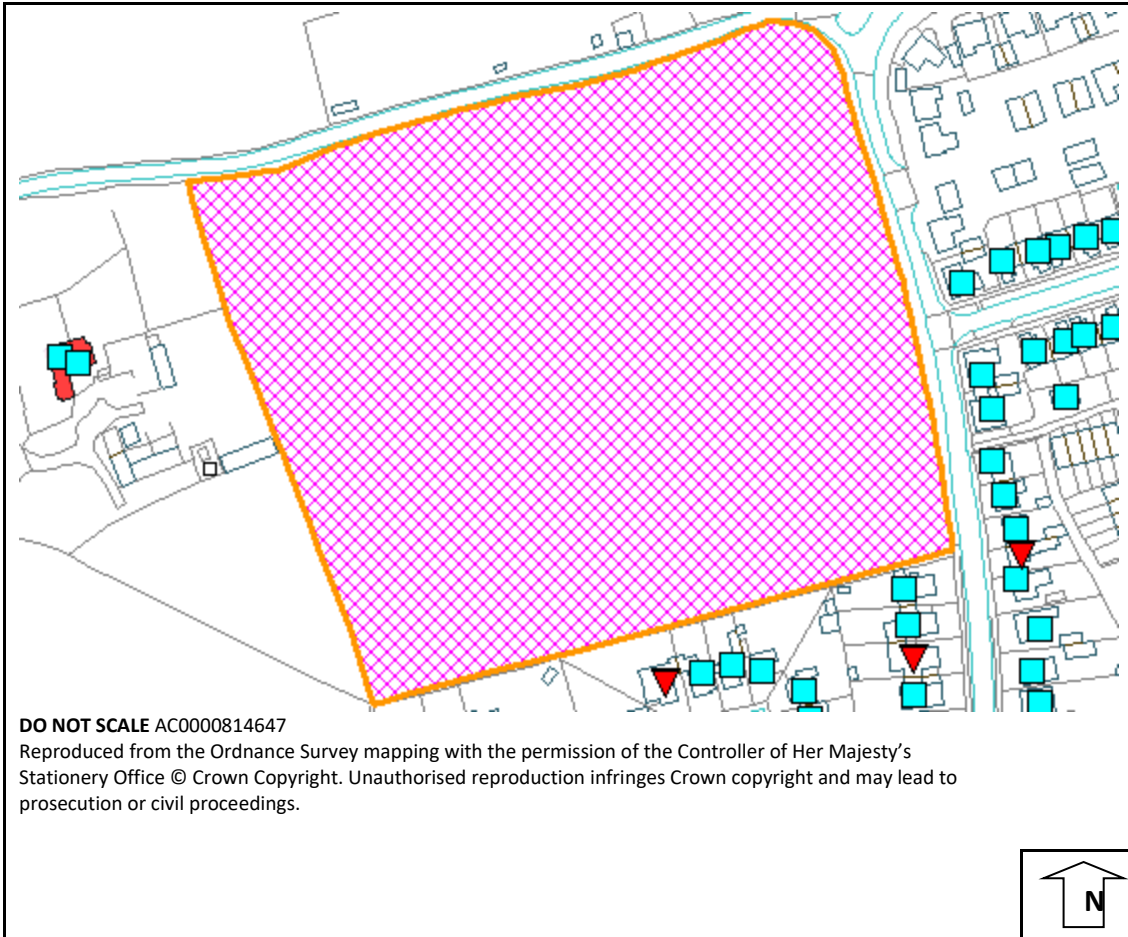 DO NOT SCALE AC0000814647
Reproduced from the Ordnance Survey mapping with the permission of the Controller of Her Majesty’s
Stationery Office © Crown Copyright. Unauthorised reproduction infringes Crown copyright and may lead to
prosecution or civil proceedings.
N